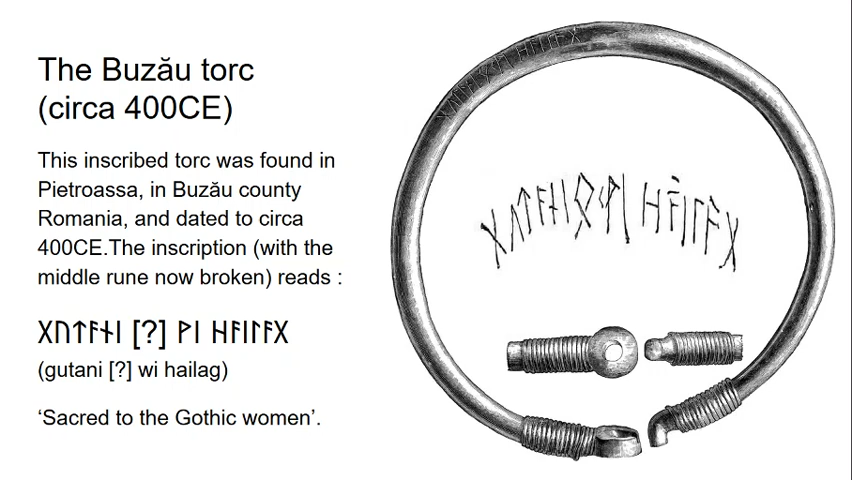 The Buzău torc
(circa 400CE)
This inscribed torc was found in
Pietroassa, in Buzău county
Romania, and dated to circa
400CE.The inscription (with the
middle rune now broken) reads :
ᚷᚢᛏᚨᚾᛁ [?] ᚹᛁ ᚺᚨᛁᛚᚨᚷ
(gutani [?] wi hailag)
‘Sacred to the Gothic women’.
ᚷᚢᛏᚨᚾᛁᛟᚹᛁ ᚺᚨᛁᛚᚨᚷ